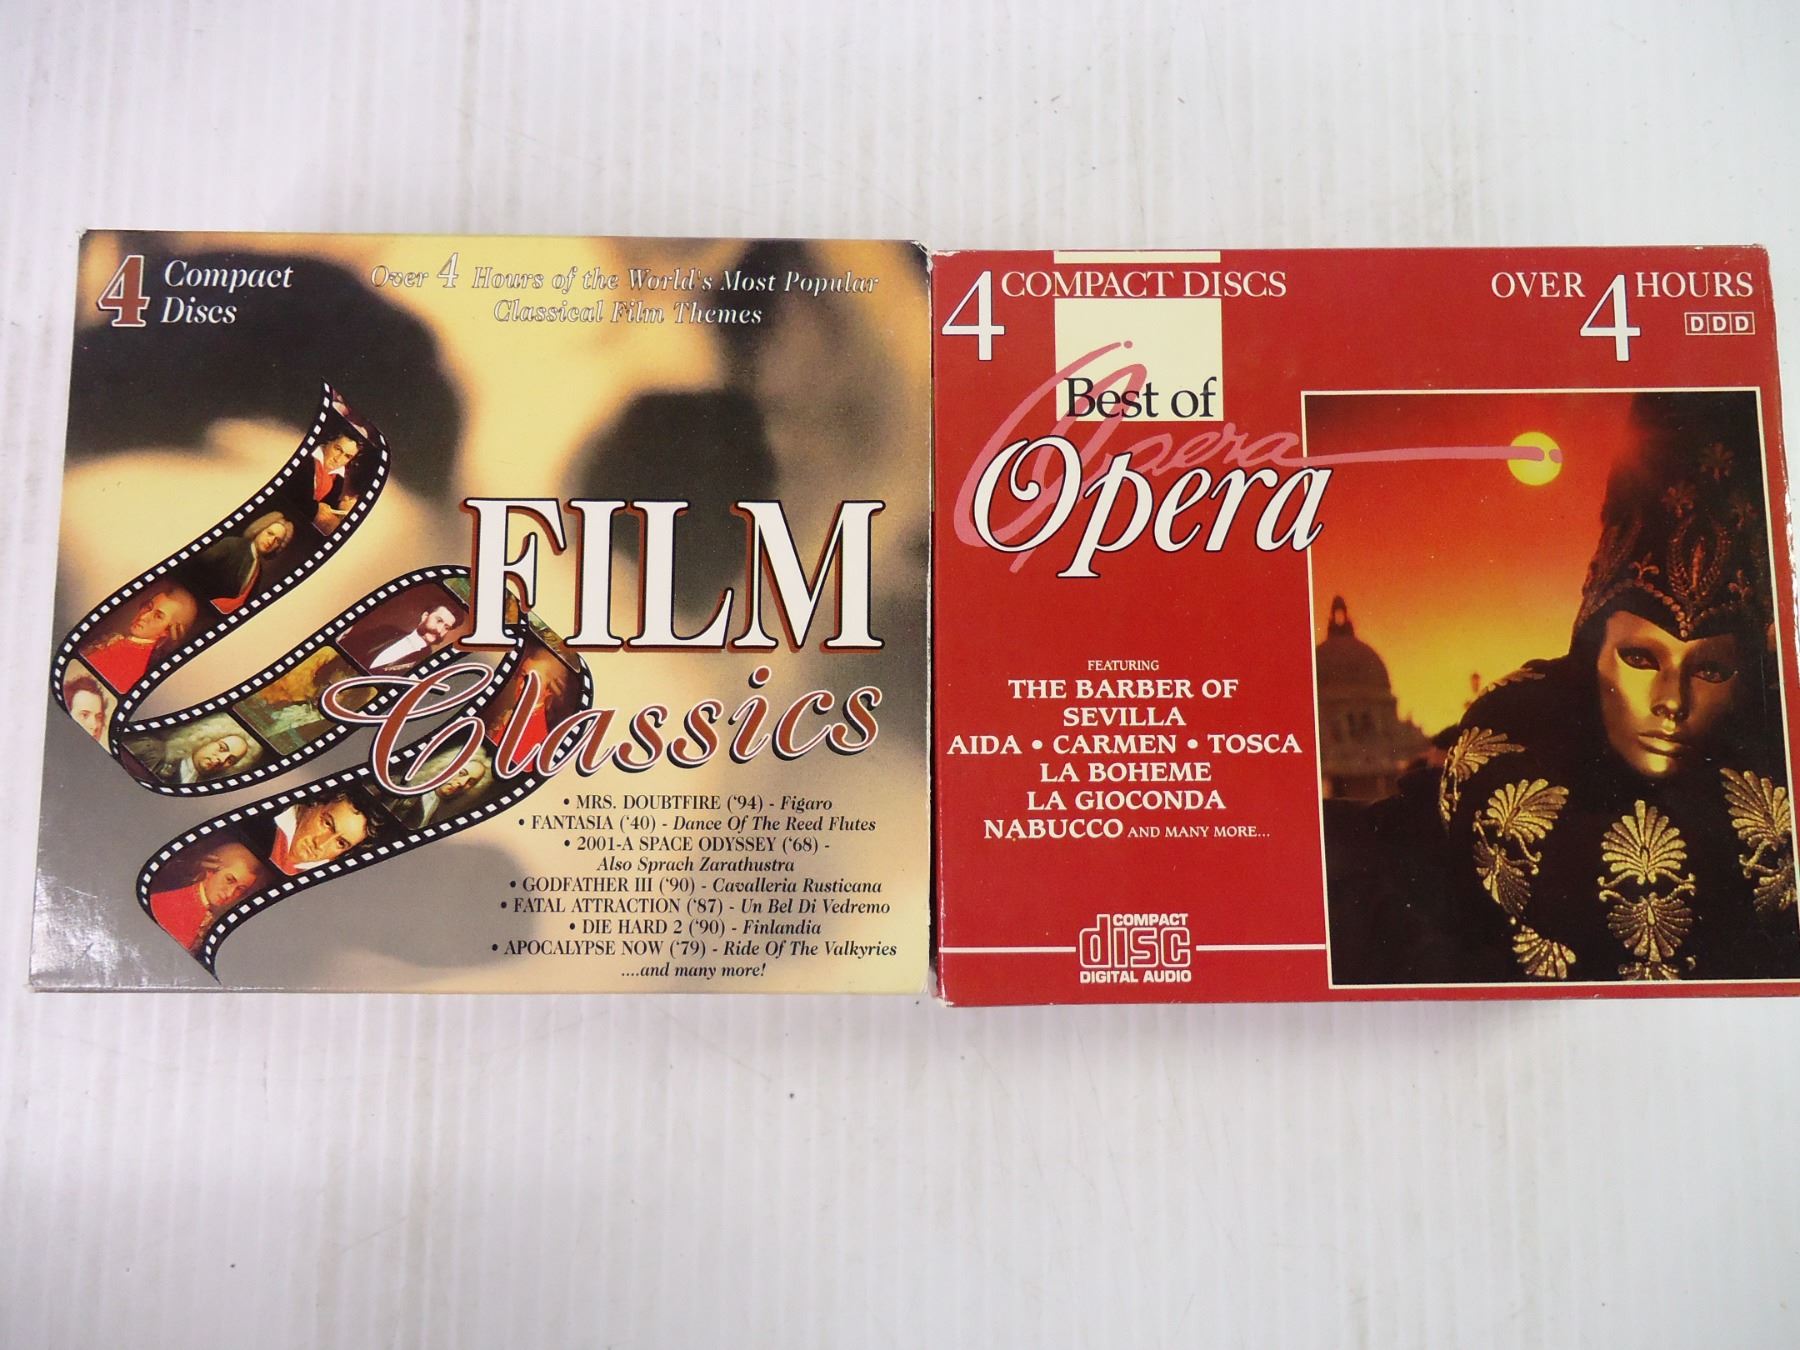 4 Compact
Discs
Over 4 Hours of the World's Most Popular
Classical Film Themes
FILM
Classics
• MRS. DOUBTFIRE ('94) - Figaro
• FANTASIA ('40) - Dance Of The Reed Flutes
• 2001-A SPACE ODYSSEY ('68) -
Also Sprach Zarathustra
• GODFATHER III ('90) - Cavalleria Rusticana
• FATAL ATTRACTION ('87) - Un Bel Di Vedremo
• DIE HARD 2 ('90) - Finlandia
• APOCALYPSE NOW ('79) - Ride Of The Valkyries
....and many more!
4 COMPACT DISCS
OVER 4 HOURS
DDD
Best of
Opera
Opera
FEATURING
THE BARBER OF
SEVILLA
AIDA • CARMEN • TOSCA
LA BOHEME
LA GIOCONDA
NABUCCO AND MANY MORE...
COMPACT
disc
DIGITAL AUDIO